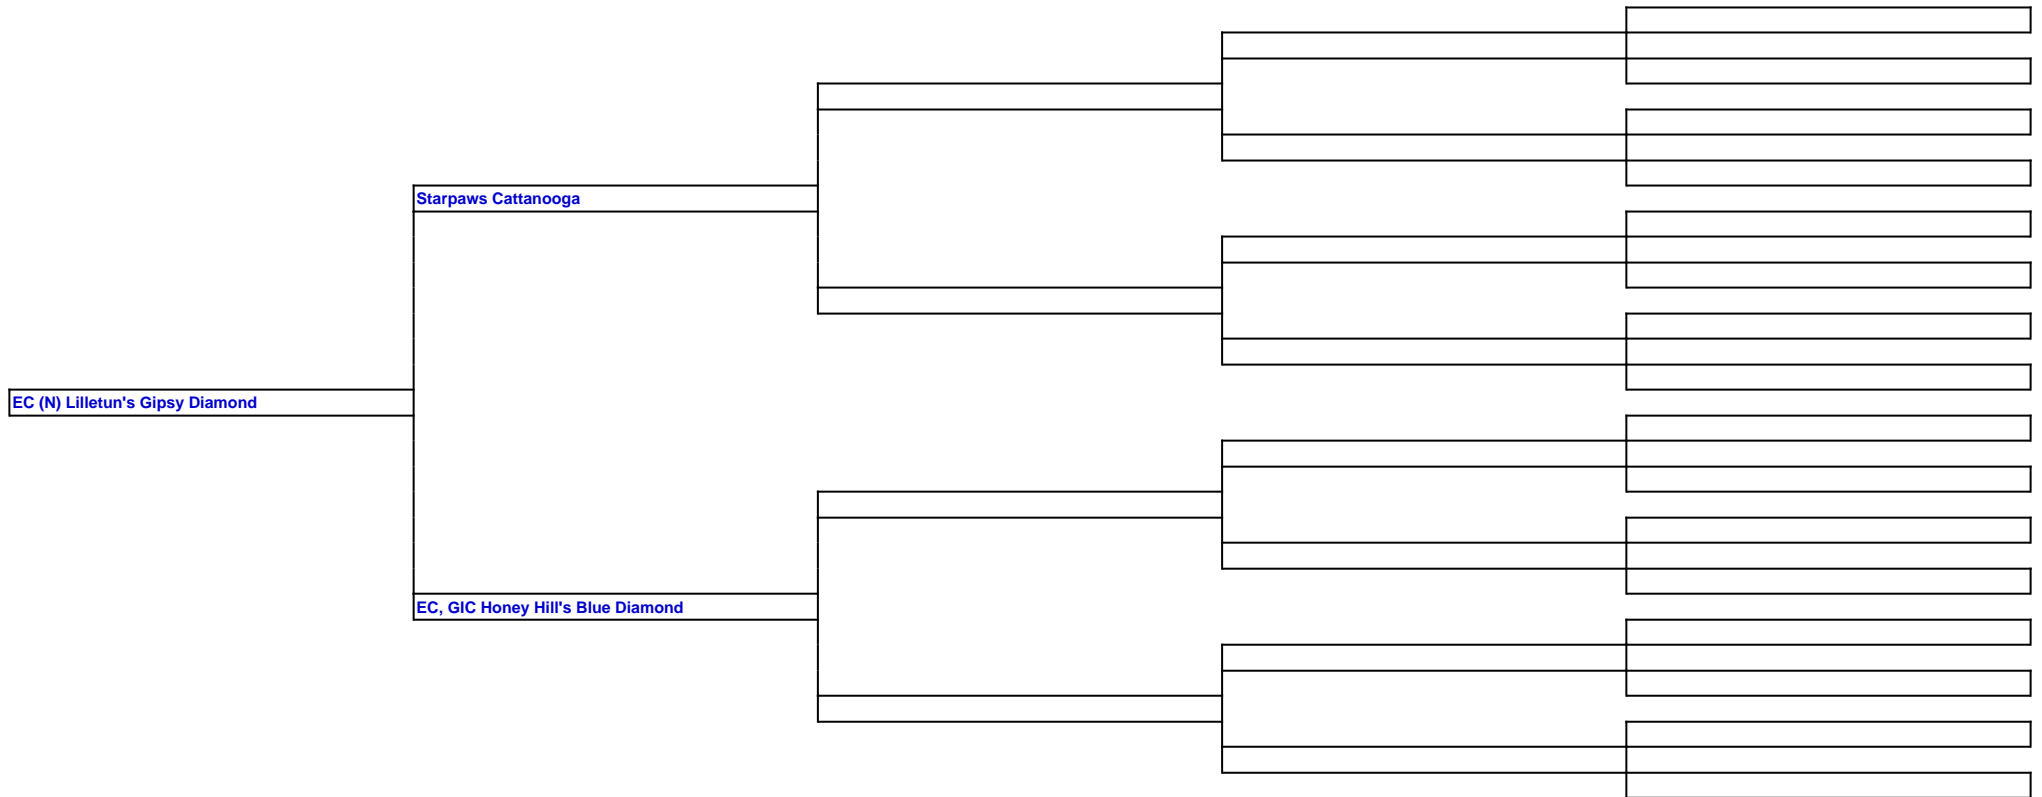 Starpaws Cattanooga
EC (N) Lilletun's Gipsy Diamond
EC, GIC Honey Hill's Blue Diamond